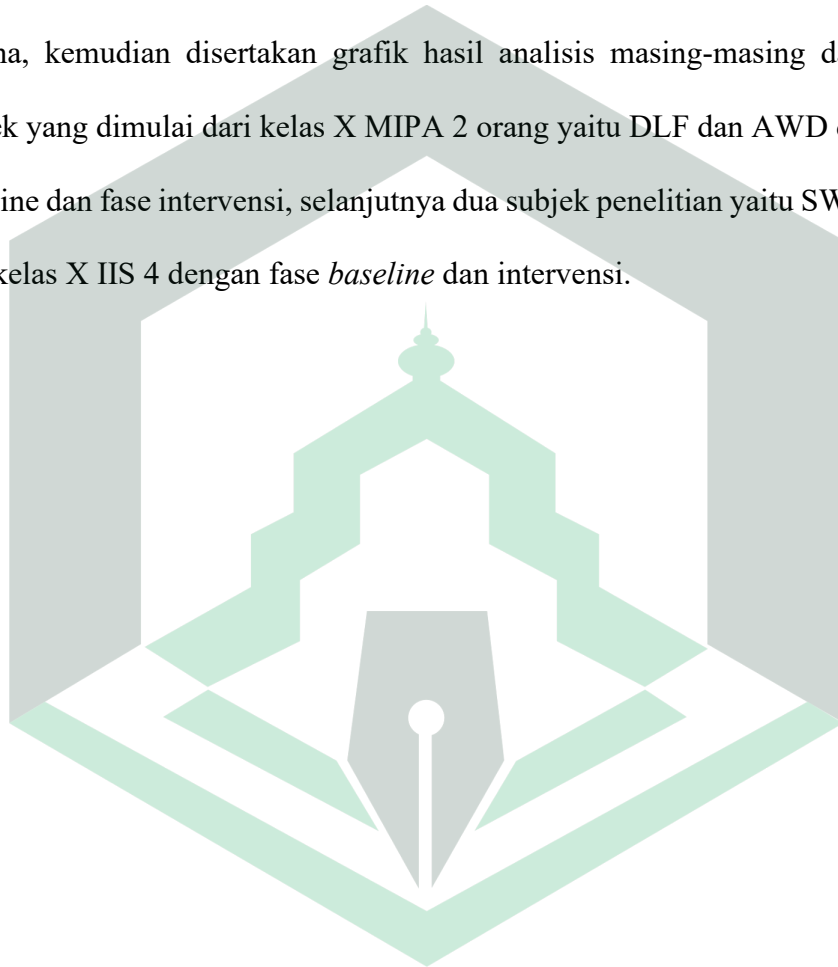 na, kemudian disertakan grafik hasil analisis masing-masing
ek yang dimulai dari kelas X MIPA 2 orang yaitu DLF dan AWD
ine dan fase intervensi, selanjutnya dua subjek penelitian yaitu
kelas X IIS 4 dengan fase baseline dan intervensi.